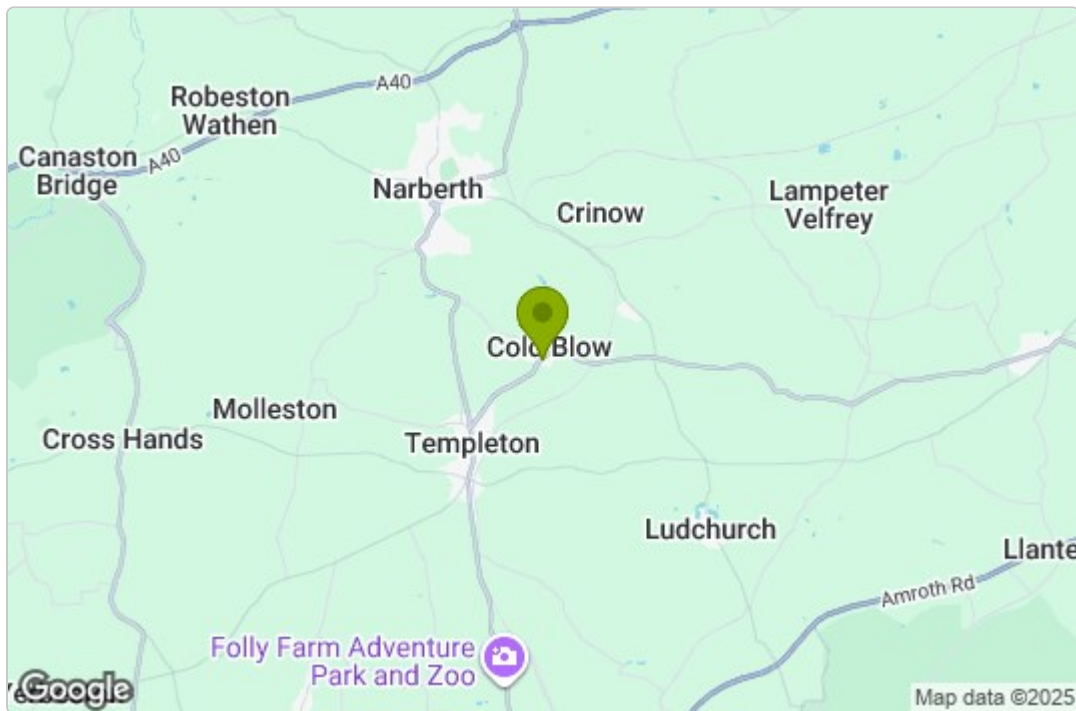 A40
Robeston
Wathen
A40
Canaston
Bridge
Narberth
Crinow
Lampeter
Velfrey
Cold Blow
Molleston
Cross Hands
Templeton
Ludchurch
Llante
Amroth Rd
Folly Farm Adventure
Park and Zoo
Google
Map data ©2025